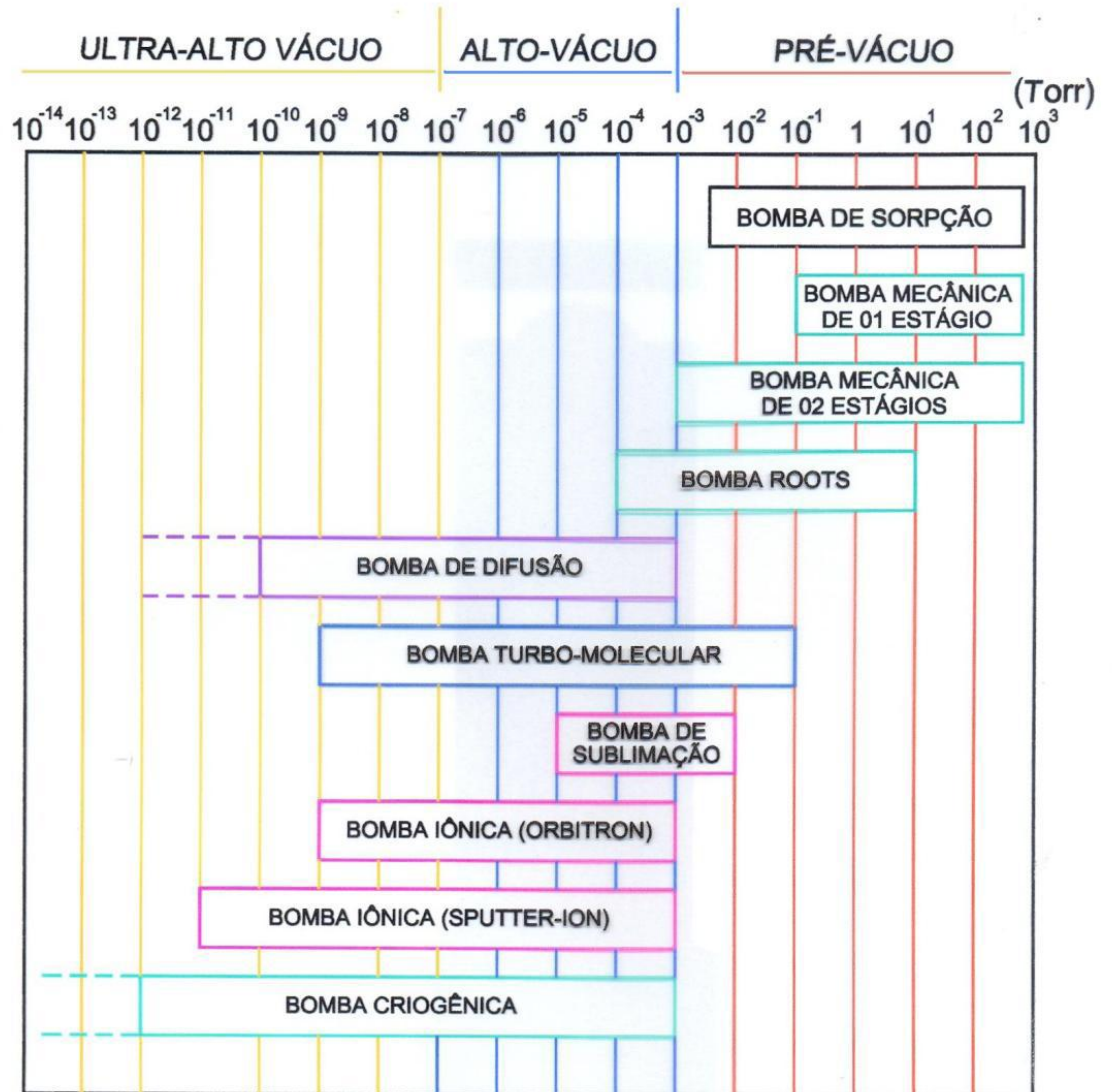 ULTRA-ALTO VÁCUO ALTO-VÁCUO PRÉ-VÁCUO
(Torr)
10⁻¹⁴ 10⁻¹³ 10⁻¹² 10⁻¹¹ 10⁻¹⁰ 10⁻⁹ 10⁻⁸ 10⁻⁷ 10⁻⁶ 10⁻⁵ 10⁻⁴ 10⁻³ 10⁻² 10⁻¹ 1 10¹ 10² 10³
BOMBA DE SORPÇÃO
BOMBA MECÂNICA
DE 01 ESTÁGIO
BOMBA MECÂNICA
DE 02 ESTÁGIOS
BOMBA ROOTS
BOMBA DE DIFUSÃO
BOMBA TURBO-MOLECULAR
BOMBA DE
SUBLIMAÇÃO
BOMBA IÔNICA (ORBITRON)
BOMBA IÔNICA (SPUTTER-ION)
BOMBA CRIOGÊNICA